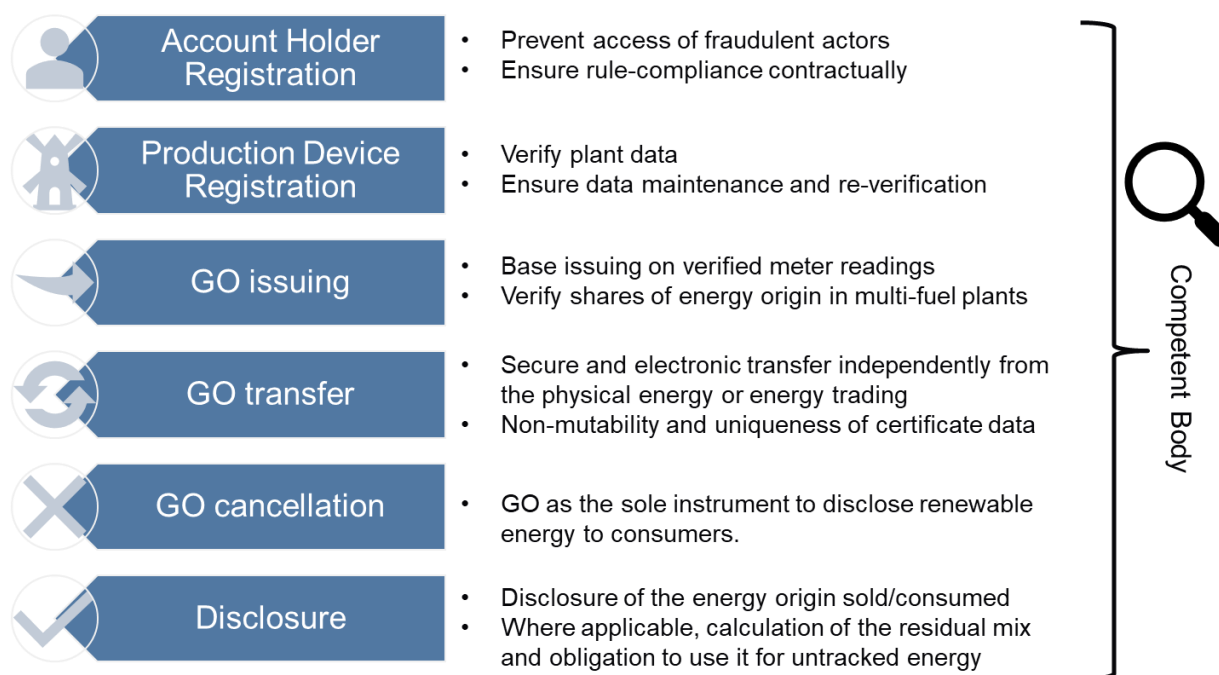 Account Holder
Registration
• Prevent access of fraudulent actors
• Ensure rule-compliance contractually
Production Device
Registration
• Verify plant data
• Ensure data maintenance and re-verification
GO issuing
• Base issuing on verified meter readings
• Verify shares of energy origin in multi-fuel plants
GO transfer
• Secure and electronic transfer independently from
the physical energy or energy trading
• Non-mutability and uniqueness of certificate data
GO cancellation
• GO as the sole instrument to disclose renewable
energy to consumers.
Disclosure
• Disclosure of the energy origin sold/consumed
• Where applicable, calculation of the residual mix
and obligation to use it for untracked energy
Competent Body